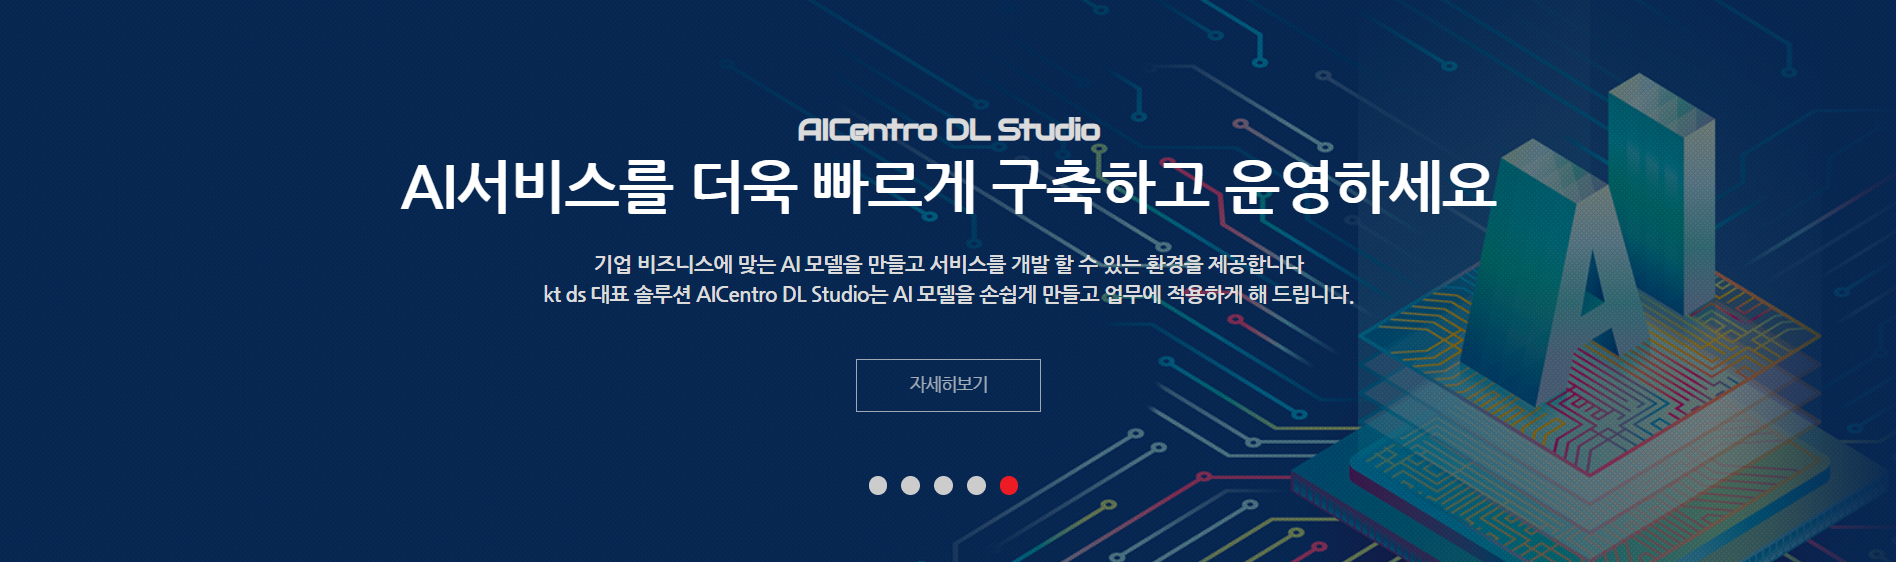 AICentro DL Studio
AI서비스를 더욱 빠르게 구축하고 운영하세요
기업 비즈니스에 맞는 AI 모델을 만들고 서비스를 개발 할 수 있는 환경을 제공합니다
kt ds 대표 솔루션 AICentro DL Studio는 AI 모델을 손쉽게 만들고 업무에 적용하게 해 드립니다.
자세히보기
AI